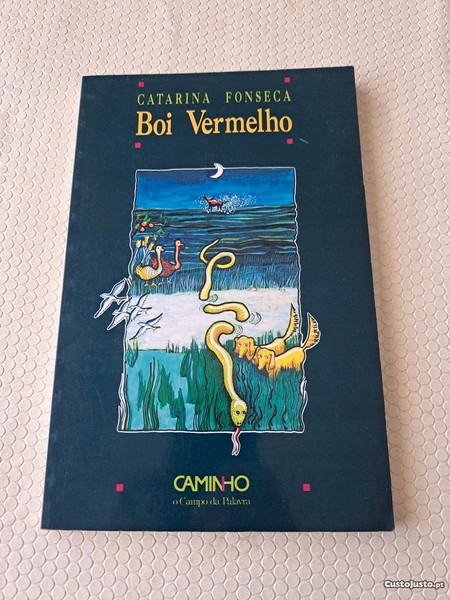 CATARINA FONSECA
Boi Vermelho
CAMINHO
o Campo da Palavra
Custojusto.pt